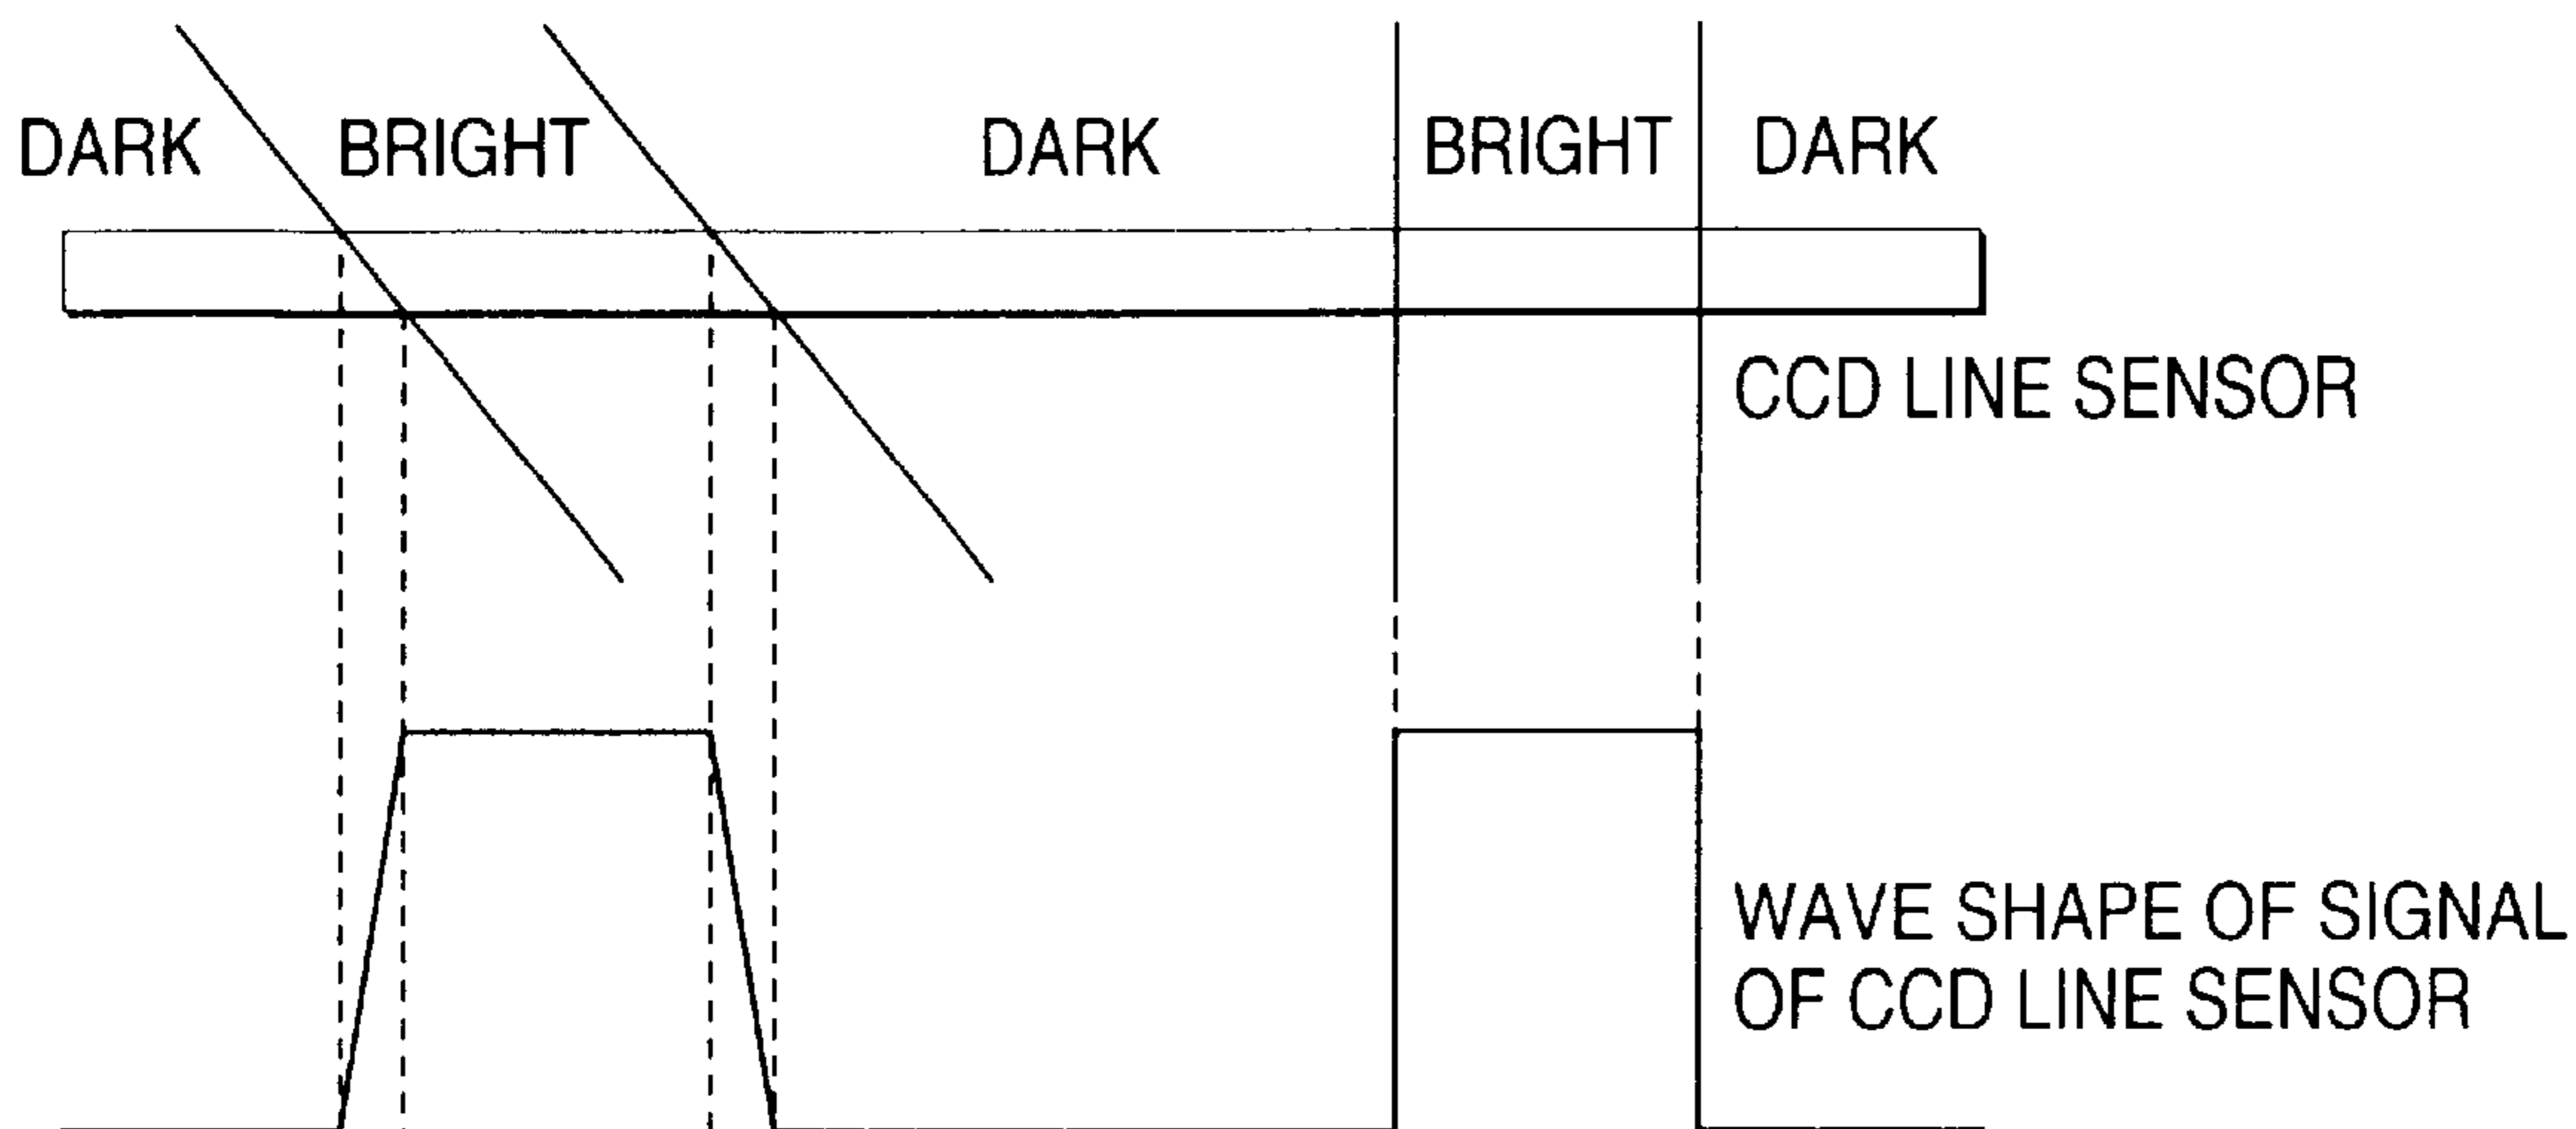 DARK BRIGHT DARK BRIGHT DARK
CCD LINE SENSOR
WAVE SHAPE OF SIGNAL
OF CCD LINE SENSOR